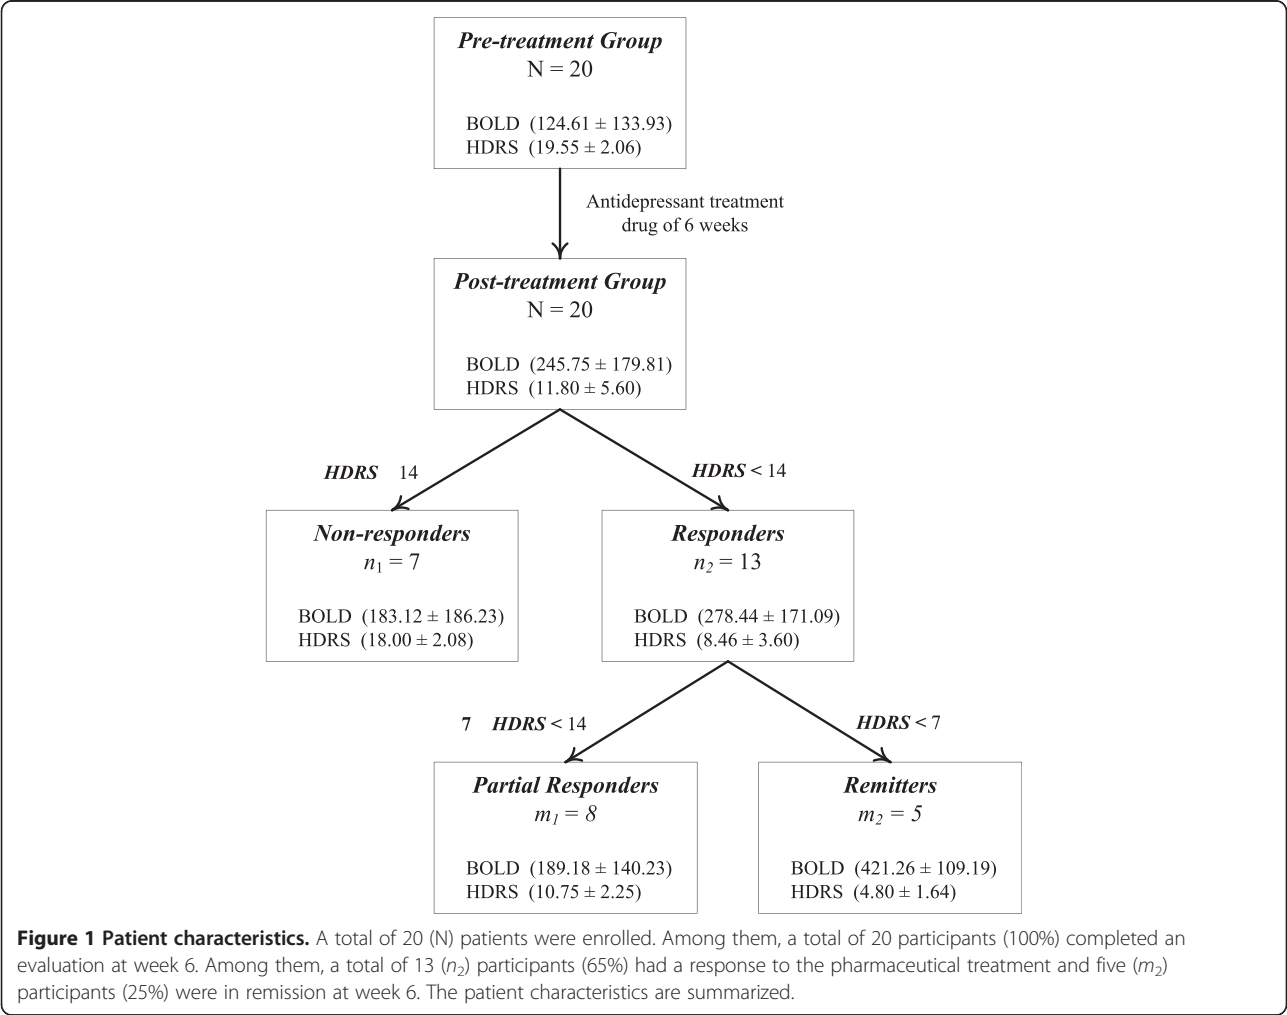 Pre-treatment Group
N = 20
BOLD (124.61 ± 133.93)
HDRS (19.55 ± 2.06)
Antidepressant treatment
drug of 6 weeks
Post-treatment Group
N = 20
BOLD (245.75 ± 179.81)
HDRS (11.80 ± 5.60)
HDRS 14
HDRS < 14
Non-responders
n1 = 7
BOLD (183.12 ± 186.23)
HDRS (18.00 ± 2.08)
Responders
n2 = 13
BOLD (278.44 ± 171.09)
HDRS (8.46 ± 3.60)
7 HDRS < 14
HDRS < 7
Partial Responders
m1 = 8
BOLD (189.18 ± 140.23)
HDRS (10.75 ± 2.25)
Remitters
m2 = 5
BOLD (421.26 ± 109.19)
HDRS (4.80 ± 1.64)
Figure 1 Patient characteristics. A total of 20 (N) patients were enrolled. Among them, a total of 20 participants (100%) completed an
evaluation at week 6. Among them, a total of 13 (n2) participants (65%) had a response to the pharmaceutical treatment and five (m2)
participants (25%) were in remission at week 6. The patient characteristics are summarized.